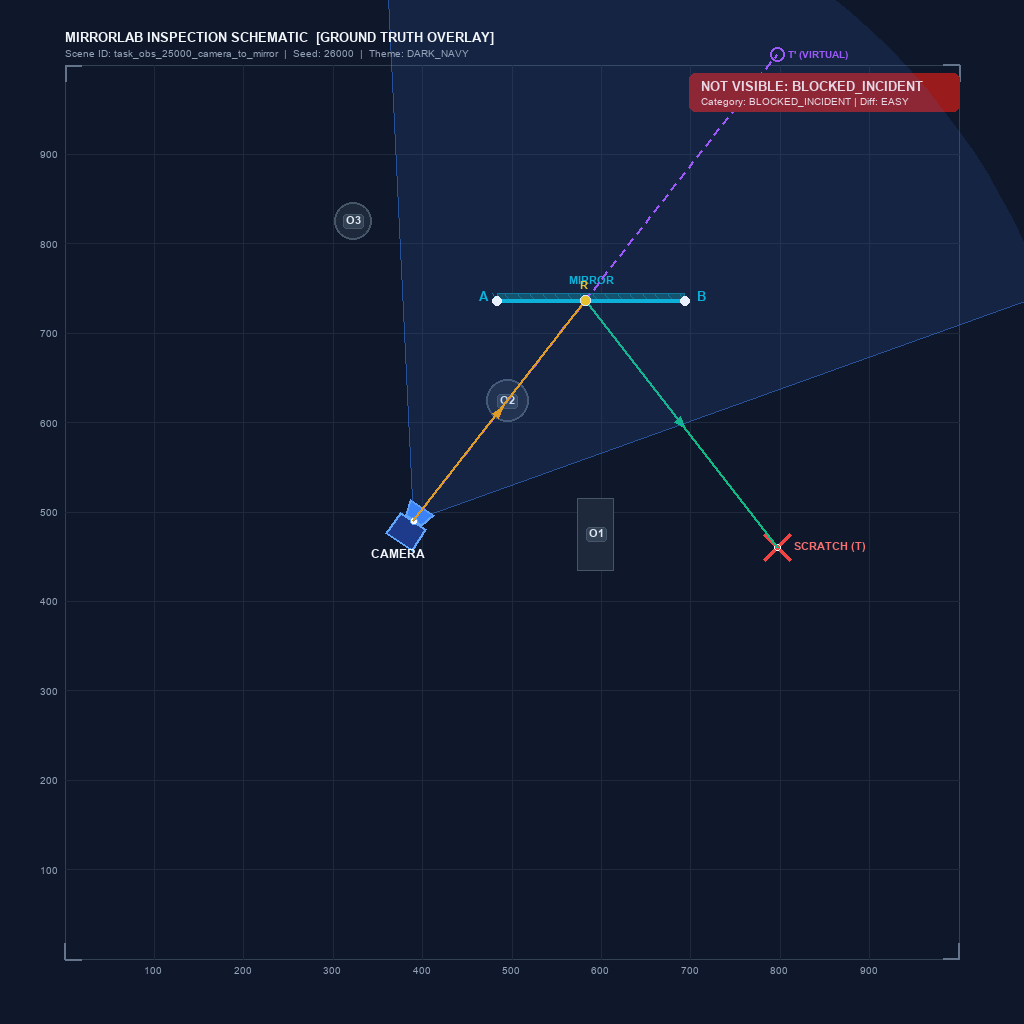 MIRRORLAB INSPECTION SCHEMATIC [GROUND TRUTH OVERLAY]
Scene ID: task_obs_25000_camera_to_mirror | Seed: 26000 | Theme: DARK_NAVY
T' (VIRTUAL)
NOT VISIBLE: BLOCKED_INCIDENT
Category: BLOCKED_INCIDENT | Diff: EASY
900
O3
800
MIRROR
R
A
B
700
O2
600
500
O1
CAMERA
SCRATCH (T)
400
300
200
100
100 200 300 400 500 600 700 800 900